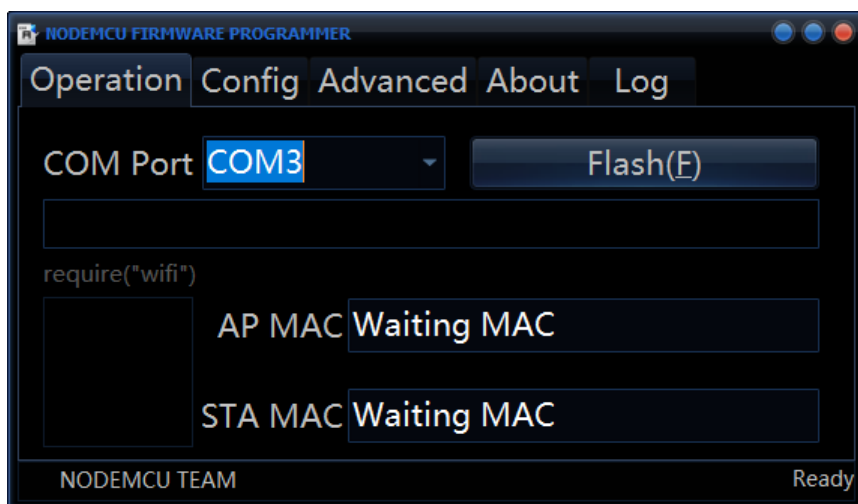 NODEMCU FIRMWARE PROGRAMMER
Operation Config Advanced About Log
COM Port COM3 Flash(F)
require("wifi")
AP MAC Waiting MAC
STA MAC Waiting MAC
NODEMCU TEAM Ready